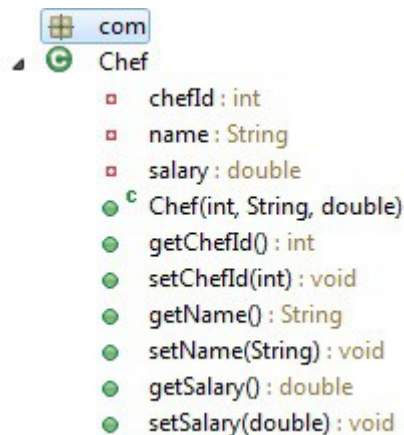 com
Chef
chefId : int
name : String
salary : double
Chef(int, String, double)
getChefId() : int
setChefId(int) : void
getName() : String
setName(String) : void
getSalary() : double
setSalary(double) : void